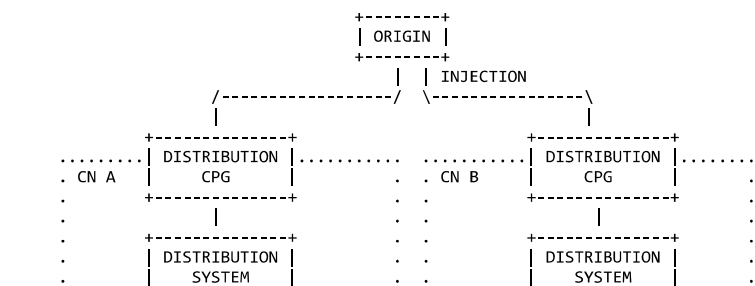 ORIGIN
INJECTION
DISTRIBUTION DISTRIBUTION
CN A CPG CN B CPG
DISTRIBUTION DISTRIBUTION
SYSTEM SYSTEM